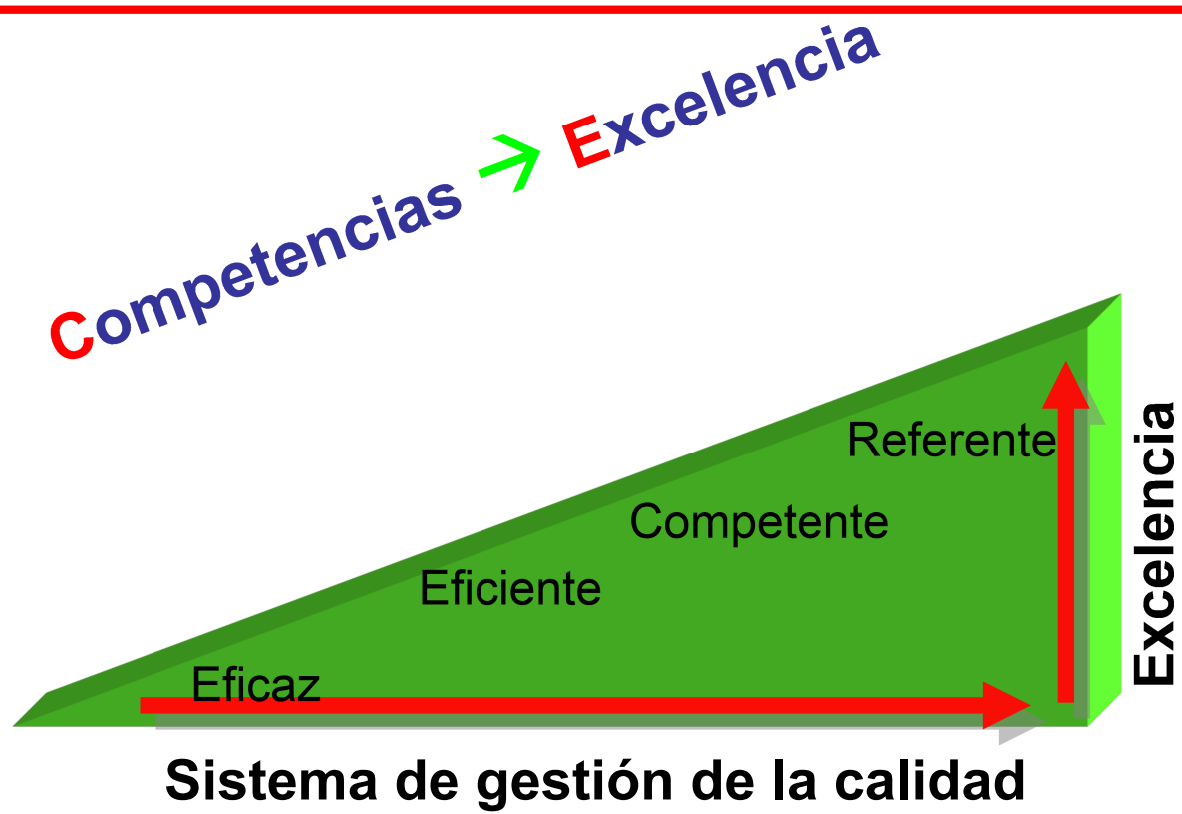 Competencias → Excelencia
Referente
Competente
Eficiente
Eficaz
Excelencia
Sistema de gestión de la calidad